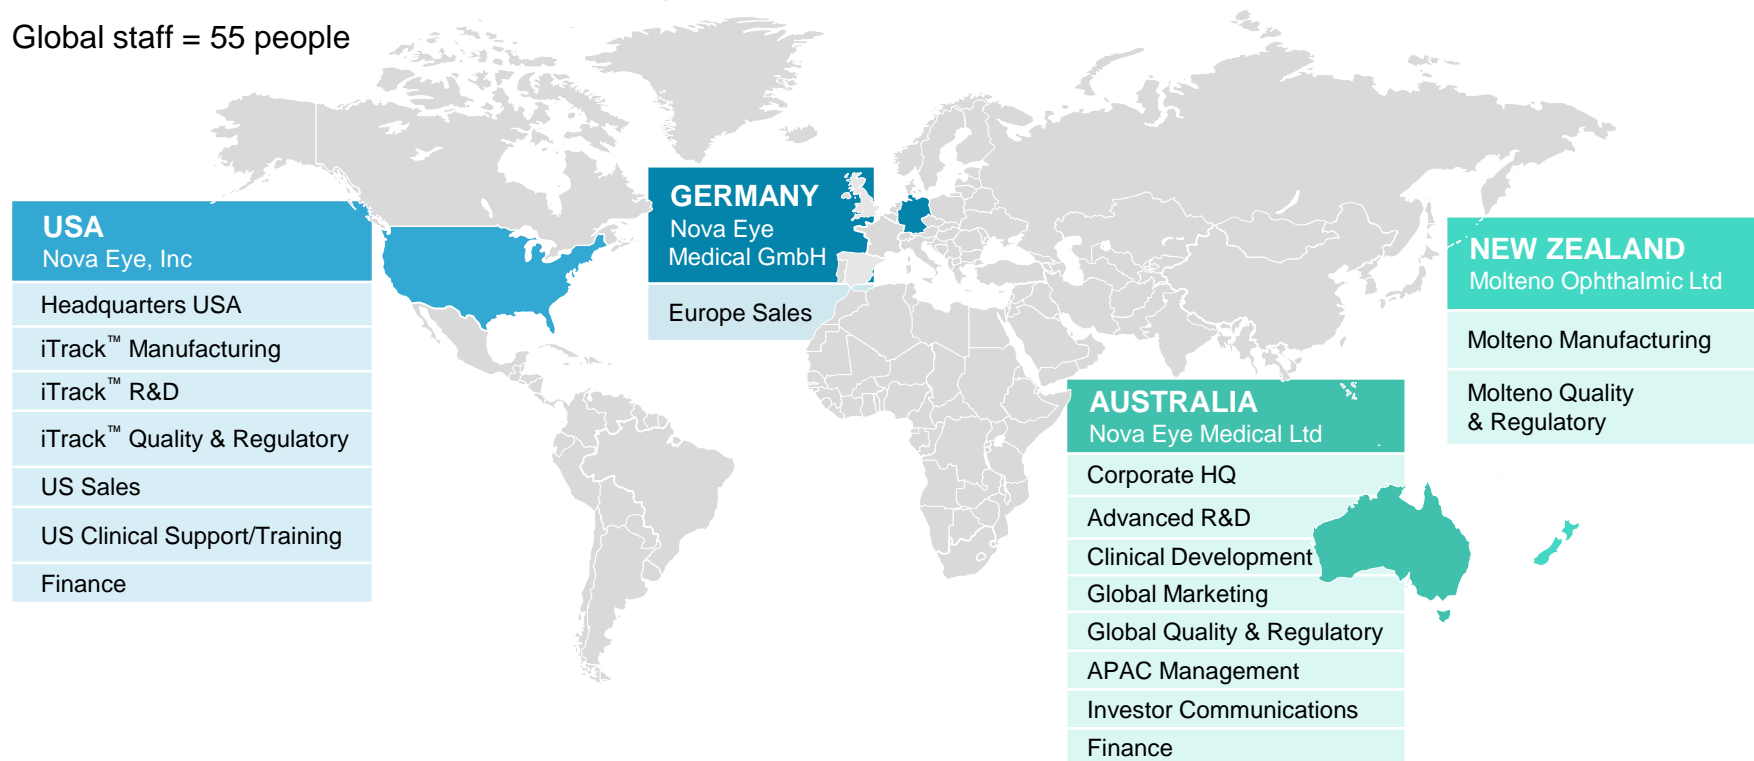 Global staff = 55 people
USA
Nova Eye, Inc
Headquarters USA
iTrack™ Manufacturing
iTrack™ R&D
iTrack™ Quality & Regulatory
US Sales
US Clinical Support/Training
Finance
GERMANY
Nova Eye
Medical GmbH
Europe Sales
AUSTRALIA
Nova Eye Medical Ltd
Corporate HQ
Advanced R&D
Clinical Development
Global Marketing
Global Quality & Regulatory
APAC Management
Investor Communications
Finance
NEW ZEALAND
Molteno Ophthalmic Ltd
Molteno Manufacturing
Molteno Quality
& Regulatory